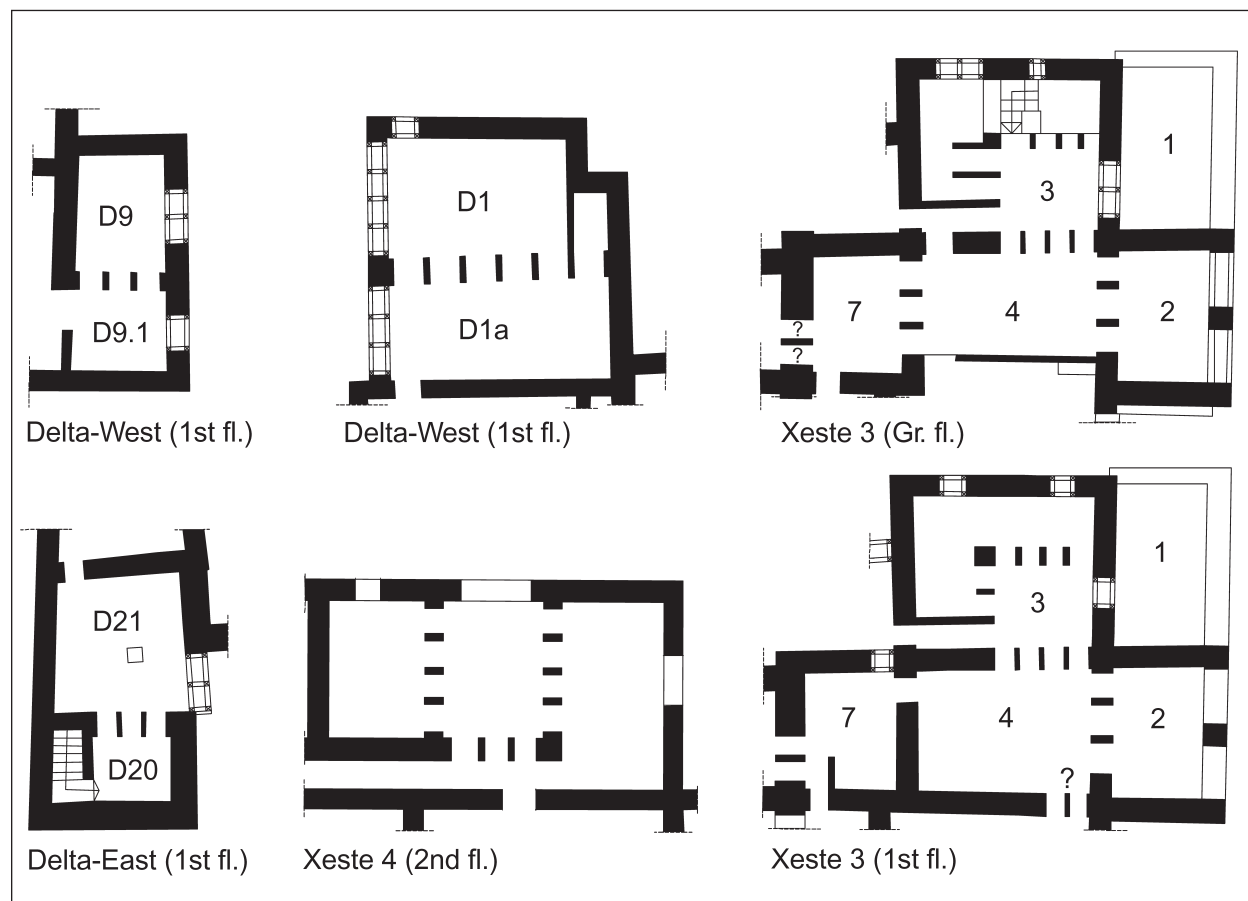 D9
D9.1
Delta-West (1st fl.)
D1
D1a
Delta-West (1st fl.)
1
3
7
4
2
?
?
Xeste 3 (Gr. fl.)
D21
D20
Delta-East (1st fl.)
Xeste 4 (2nd fl.)
1
3
7
4
2
?
Xeste 3 (1st fl.)